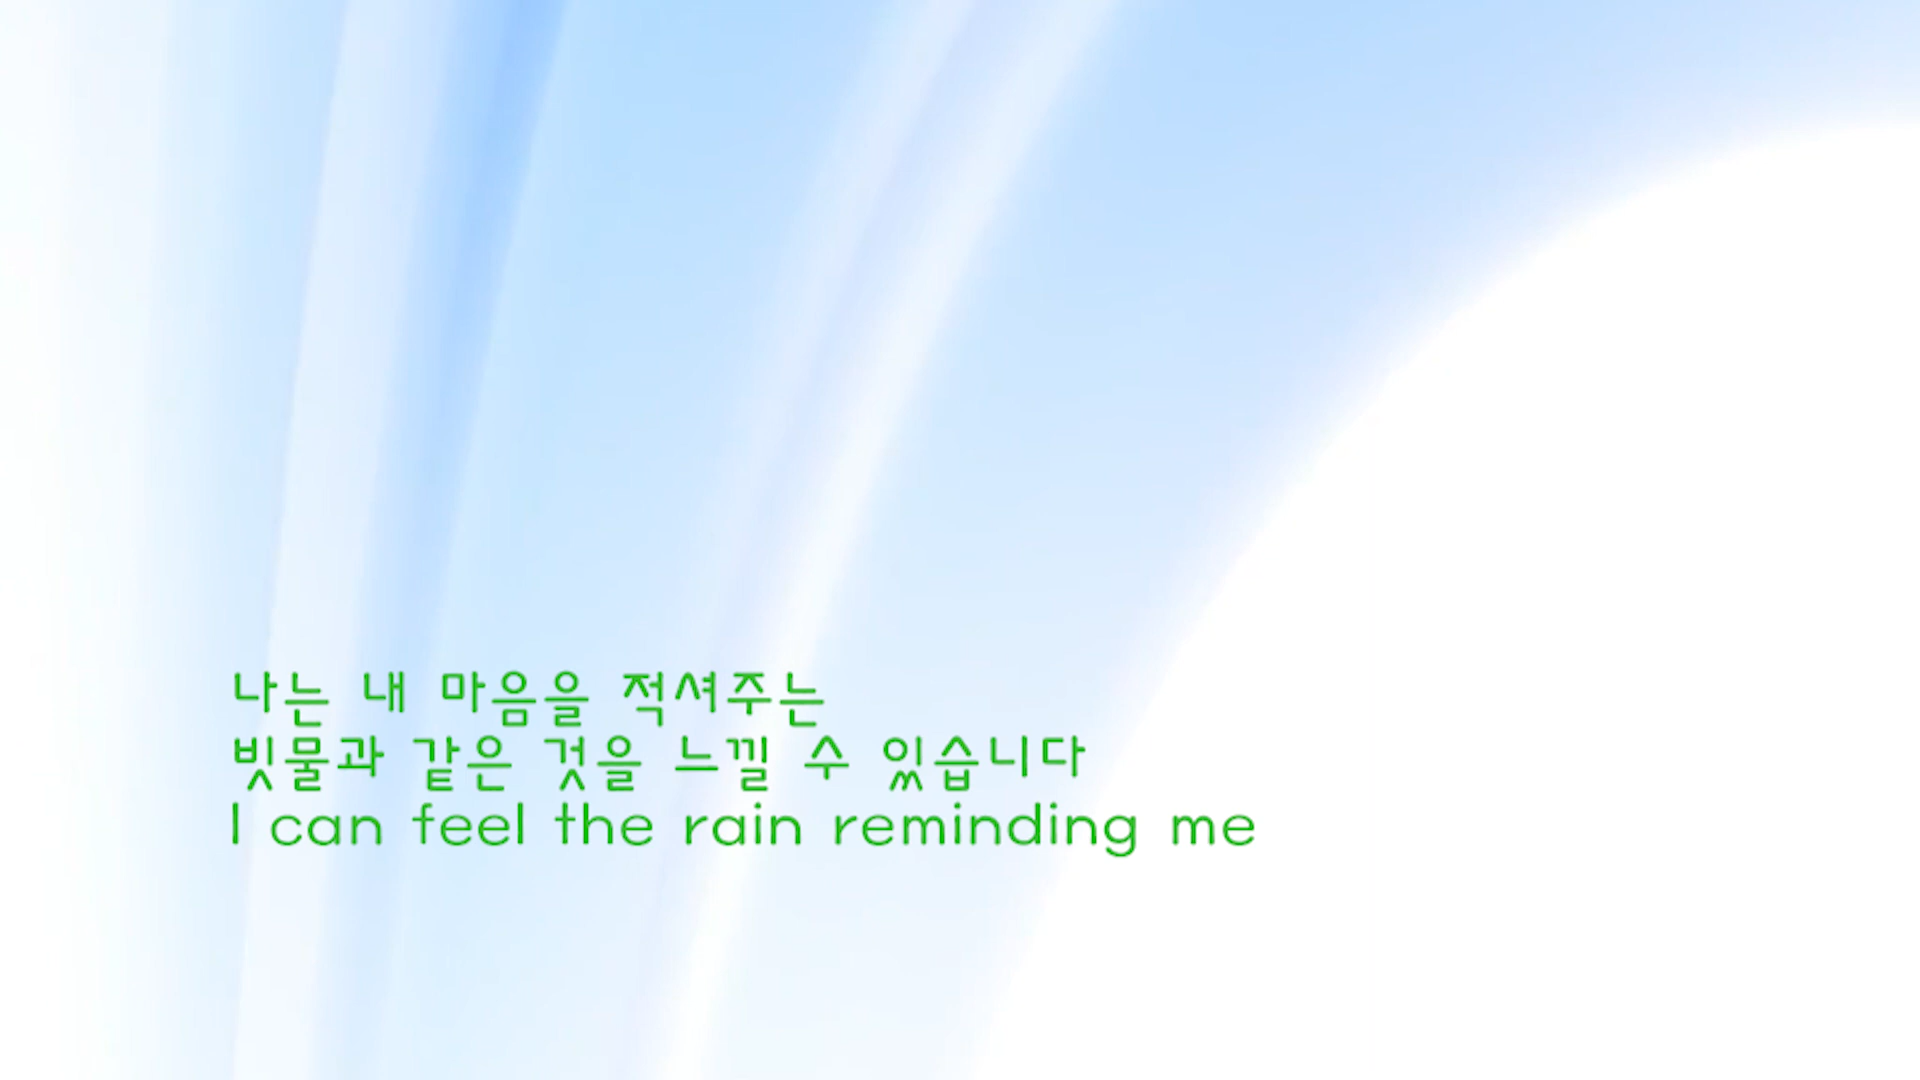 나는 내 마음을 적셔주는
빗물과 같은 것을 느낄 수 있습니다
I can feel the rain reminding me